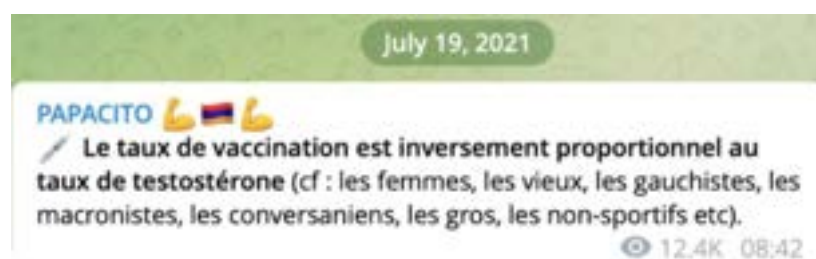 July 19, 2021
PAPACITO 💪🇦🇲💪
💉 Le taux de vaccination est inversement proportionnel au
taux de testostérone (cf : les femmes, les vieux, les gauchistes, les
macronistes, les conversaniens, les gros, les non-sportifs etc).
12.4K 08:42